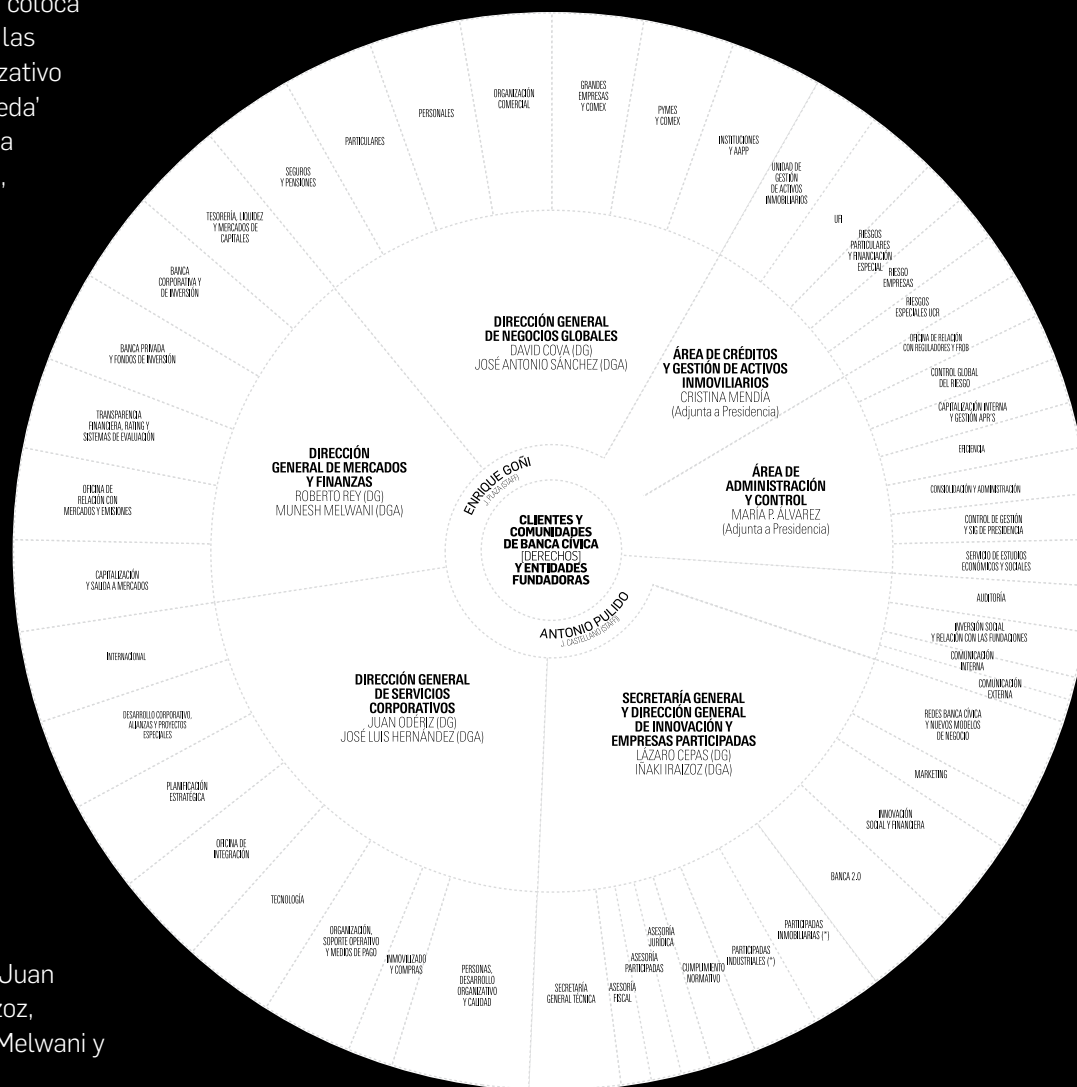 coloca
las
zativo
eda'
a
,
Juan
zoz,
Melwani y
ORGANIZACIÓN
COMERCIAL
GRANDES
EMPRESAS
Y COMEX
PYMES
Y COMEX
INSTITUCIONES
Y AAPP
UNIDAD DE
GESTIÓN
DE ACTIVOS
INMOBILIARIOS
UFI
RIESGOS
PARTICULARES
Y FINANCIACIÓN
ESPECIAL
RIESGO
EMPRESAS
RIESGOS
ESPECIALES UCR
OFICINA DE RELACIÓN
CON REGULADORES Y FROB
CONTROL GLOBAL
DEL RIESGO
CAPITALIZACIÓN INTERNA
Y GESTIÓN APR'S
EFICIENCIA
CONSOLIDACIÓN Y ADMINISTRACIÓN
CONTROL DE GESTIÓN
Y SIG DE PRESIDENCIA
SERVICIO DE ESTUDIOS
ECONÓMICOS Y SOCIALES
AUDITORÍA
INVERSIÓN SOCIAL
Y RELACIÓN CON LAS FUNDACIONES
COMUNICACIÓN
INTERNA
COMUNICACIÓN
EXTERNA
REDES BANCA CÍVICA
Y NUEVOS MODELOS
DE NEGOCIO
MARKETING
INNOVACIÓN
SOCIAL Y FINANCIERA
BANCA 2.0
PARTICIPADAS
INMOBILIARIAS (*)
PARTICIPADAS
INDUSTRIALES (*)
CUMPLIMIENTO
NORMATIVO
ASESORÍA
JURÍDICA
ASESORÍA
PARTICIPADAS
ASESORÍA
FISCAL
SECRETARÍA
GENERAL TÉCNICA
PERSONAS,
DESARROLLO
ORGANIZATIVO
Y CALIDAD
INMOVILIZADO
Y COMPRAS
ORGANIZACIÓN,
SOPORTE OPERATIVO
Y MEDIOS DE PAGO
TECNOLOGÍA
OFICINA DE
INTEGRACIÓN
PLANIFICACIÓN
ESTRATÉGICA
DESARROLLO CORPORATIVO,
ALIANZAS Y PROYECTOS
ESPECIALES
INTERNACIONAL
CAPITALIZACIÓN
Y SALIDA A MERCADOS
OFICINA DE
RELACIÓN CON
MERCADOS Y EMISIONES
TRANSPARENCIA
FINANCIERA, RATING Y
SISTEMAS DE EVALUACIÓN
BANCA PRIVADA
Y FONDOS DE INVERSIÓN
BANCA
CORPORATIVA Y
DE INVERSIÓN
TESORERÍA, LIQUIDEZ
Y MERCADOS DE
CAPITALES
SEGUROS
Y PENSIONES
PARTICULARES
PERSONALES
DIRECCIÓN GENERAL
DE NEGOCIOS GLOBALES
DAVID COVA (DG)
JOSÉ ANTONIO SÁNCHEZ (DGA)
ÁREA DE CRÉDITOS
Y GESTIÓN DE ACTIVOS
INMOVILIARIOS
CRISTINA MENDÍA
(Adjunta a Presidencia)
ÁREA DE
ADMINISTRACIÓN
Y CONTROL
MARÍA P. ÁLVAREZ
(Adjunta a Presidencia)
SECRETARÍA GENERAL
Y DIRECCIÓN GENERAL
DE INNOVACIÓN Y
EMPRESAS PARTICIPADAS
LÁZARO CEPAS (DG)
IÑAKI IRAIZOZ (DGA)
DIRECCIÓN GENERAL
DE SERVICIOS
CORPORATIVOS
JUAN ODÉRIZ (DG)
JOSÉ LUIS HERNÁNDEZ (DGA)
DIRECCIÓN
GENERAL DE MERCADOS
Y FINANZAS
ROBERTO REY (DG)
MUNESH MELWANI (DGA)
ENRIQUE GOÑI
J. PLAZA (STAFF)
CLIENTES Y
COMUNIDADES
DE BANCA CÍVICA
[DERECHOS]
Y ENTIDADES
FUNDADORAS
ANTONIO PULIDO
J. CASTELLANO (STAFF)